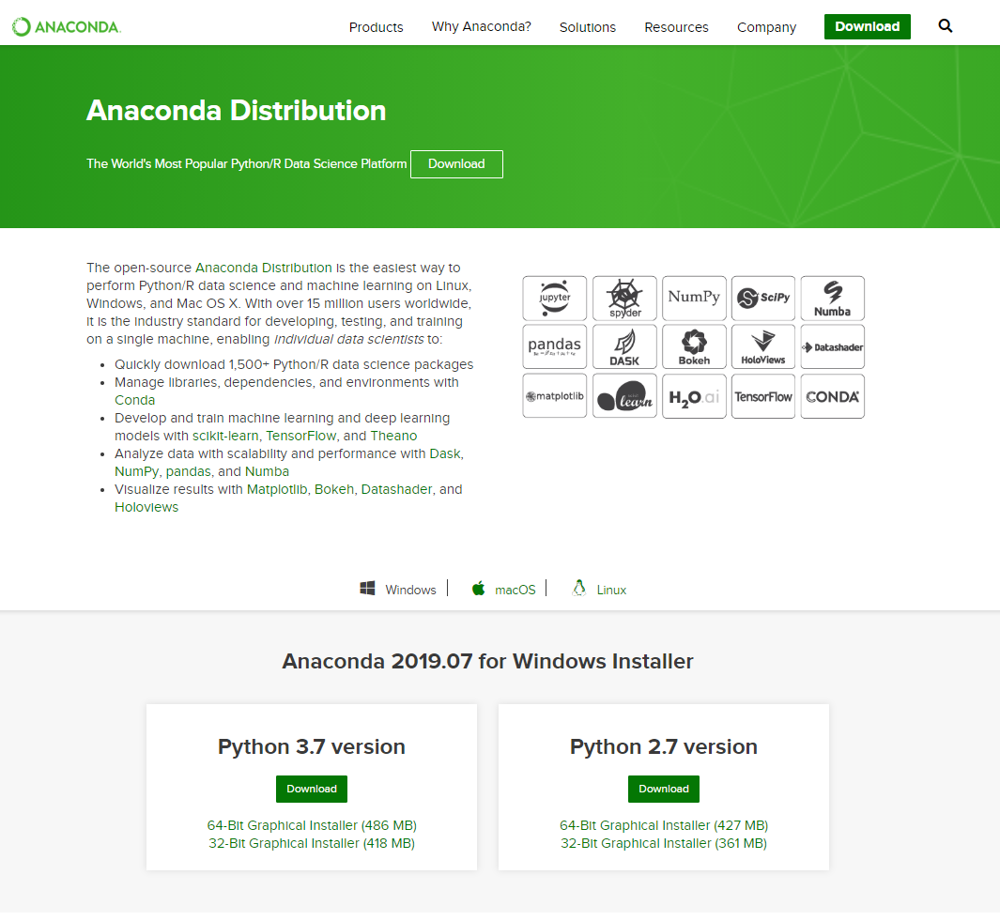 ANACONDA
Products Why Anaconda? Solutions Resources Company Download
Anaconda Distribution
The World's Most Popular Python/R Data Science Platform Download
The open-source Anaconda Distribution is the easiest way to
perform Python/R data science and machine learning on Linux,
Windows, and Mac OS X. With over 15 million users worldwide,
it is the industry standard for developing, testing, and training
on a single machine, enabling individual data scientists to:
• Quickly download 1,500+ Python/R data science packages
• Manage libraries, dependencies, and environments with
Conda
• Develop and train machine learning and deep learning
models with scikit-learn, TensorFlow, and Theano
• Analyze data with scalability and performance with Dask,
NumPy, pandas, and Numba
• Visualize results with Matplotlib, Bokeh, Datashader, and
Holoviews
jupyter spyder NumPy SciPy Numba
pandas DASK Bokeh HoloViews Datashader
matplotlib learn H2O.ai TensorFlow CONDA
Windows macOS Linux
Anaconda 2019.07 for Windows Installer
Python 3.7 version
Download
64-Bit Graphical Installer (486 MB)
32-Bit Graphical Installer (418 MB)
Python 2.7 version
Download
64-Bit Graphical Installer (427 MB)
32-Bit Graphical Installer (361 MB)